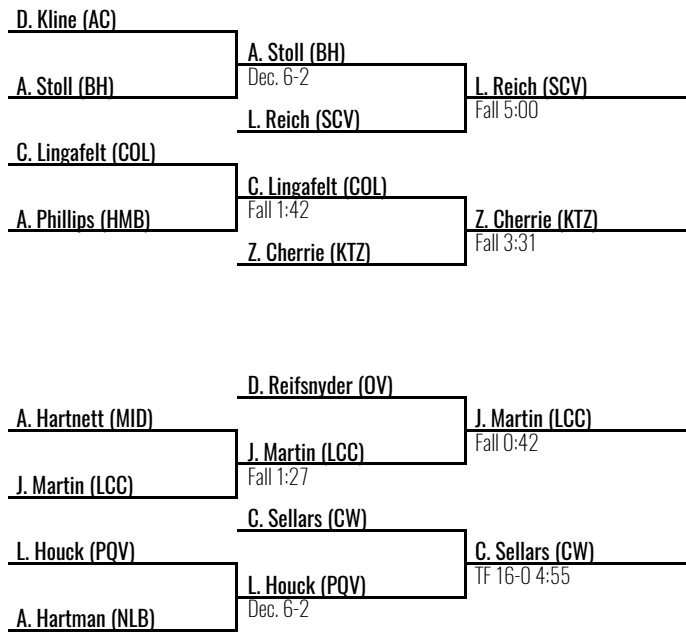 D. Kline (AC)
A. Stoll (BH)
Dec. 6-2
A. Stoll (BH)
L. Reich (SCV)
Fall 5:00
L. Reich (SCV)
C. Lingafelt (COL)
C. Lingafelt (COL)
Fall 1:42
A. Phillips (HMB)
Z. Cherrie (KTZ)
Fall 3:31
Z. Cherrie (KTZ)
D. Reifsnyder (OV)
A. Hartnett (MID)
J. Martin (LCC)
Fall 0:42
J. Martin (LCC)
Fall 1:27
J. Martin (LCC)
C. Sellars (CW)
L. Houck (PQV)
C. Sellars (CW)
TF 16-0 4:55
L. Houck (PQV)
Dec. 6-2
A. Hartman (NLB)